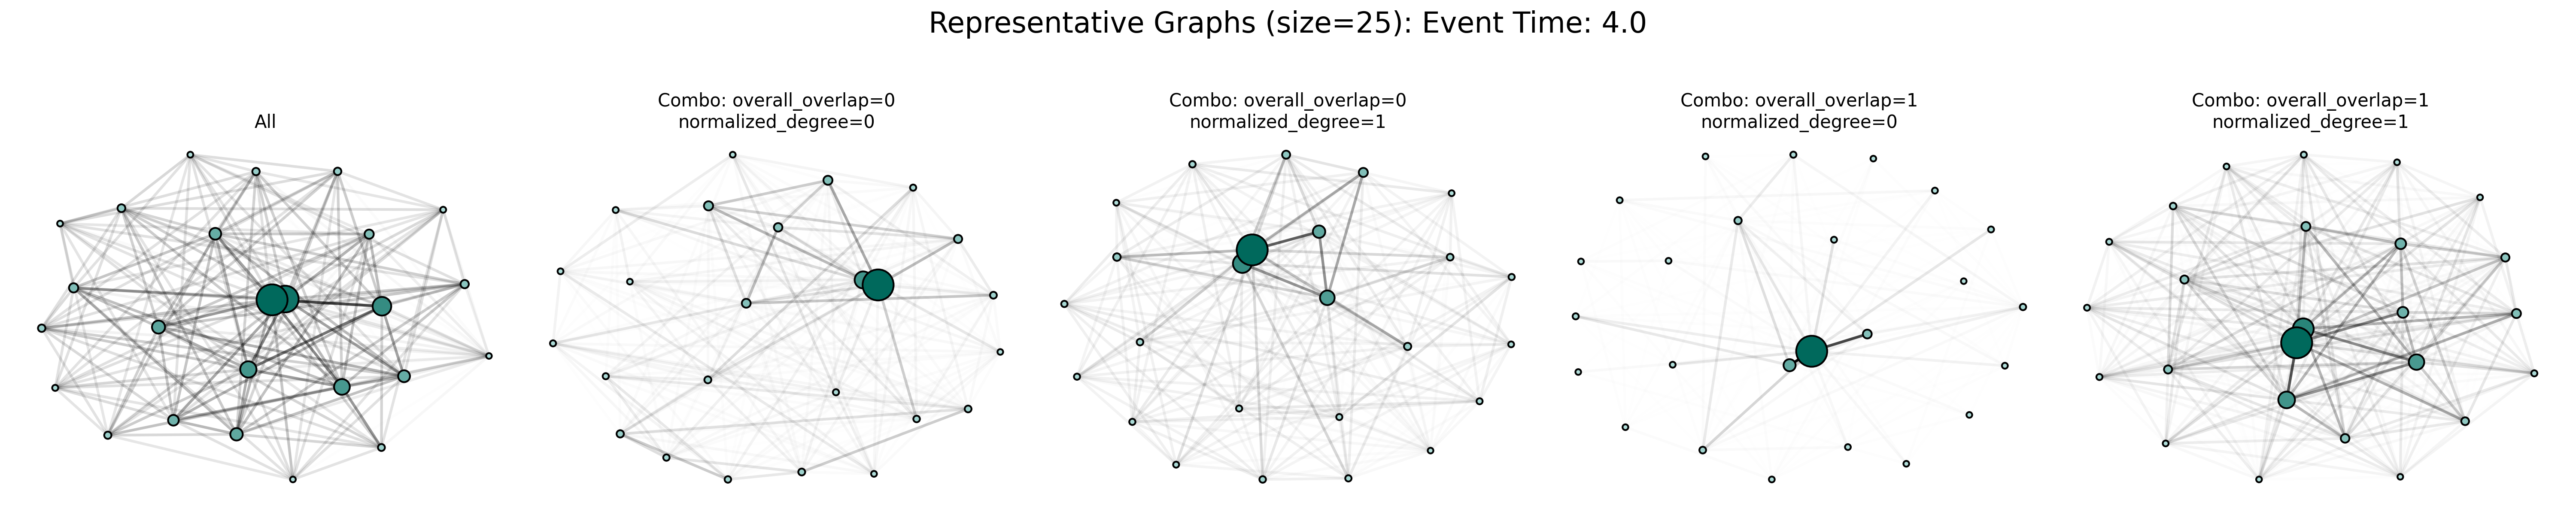 Representative Graphs (size=25): Event Time: 4.0
All
Combo: overall_overlap=0
normalized_degree=0
Combo: overall_overlap=0
normalized_degree=1
Combo: overall_overlap=1
normalized_degree=0
Combo: overall_overlap=1
normalized_degree=1